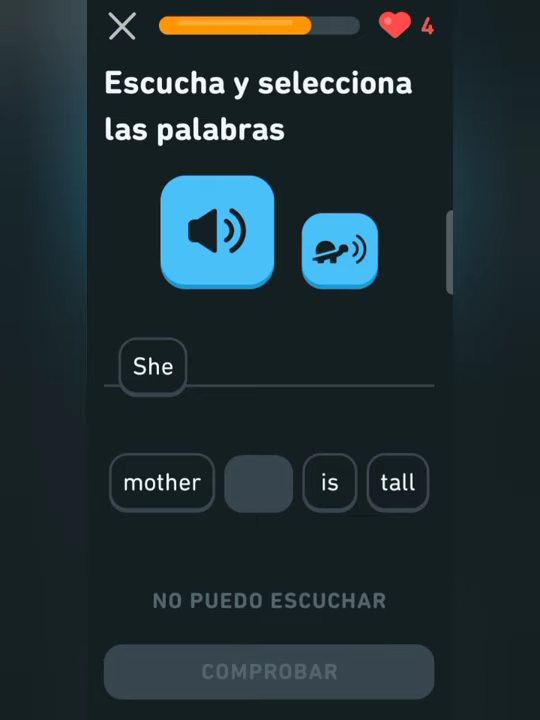 4
Escucha y selecciona
las palabras
She
mother is tall
NO PUEDO ESCUCHAR
COMPROBAR